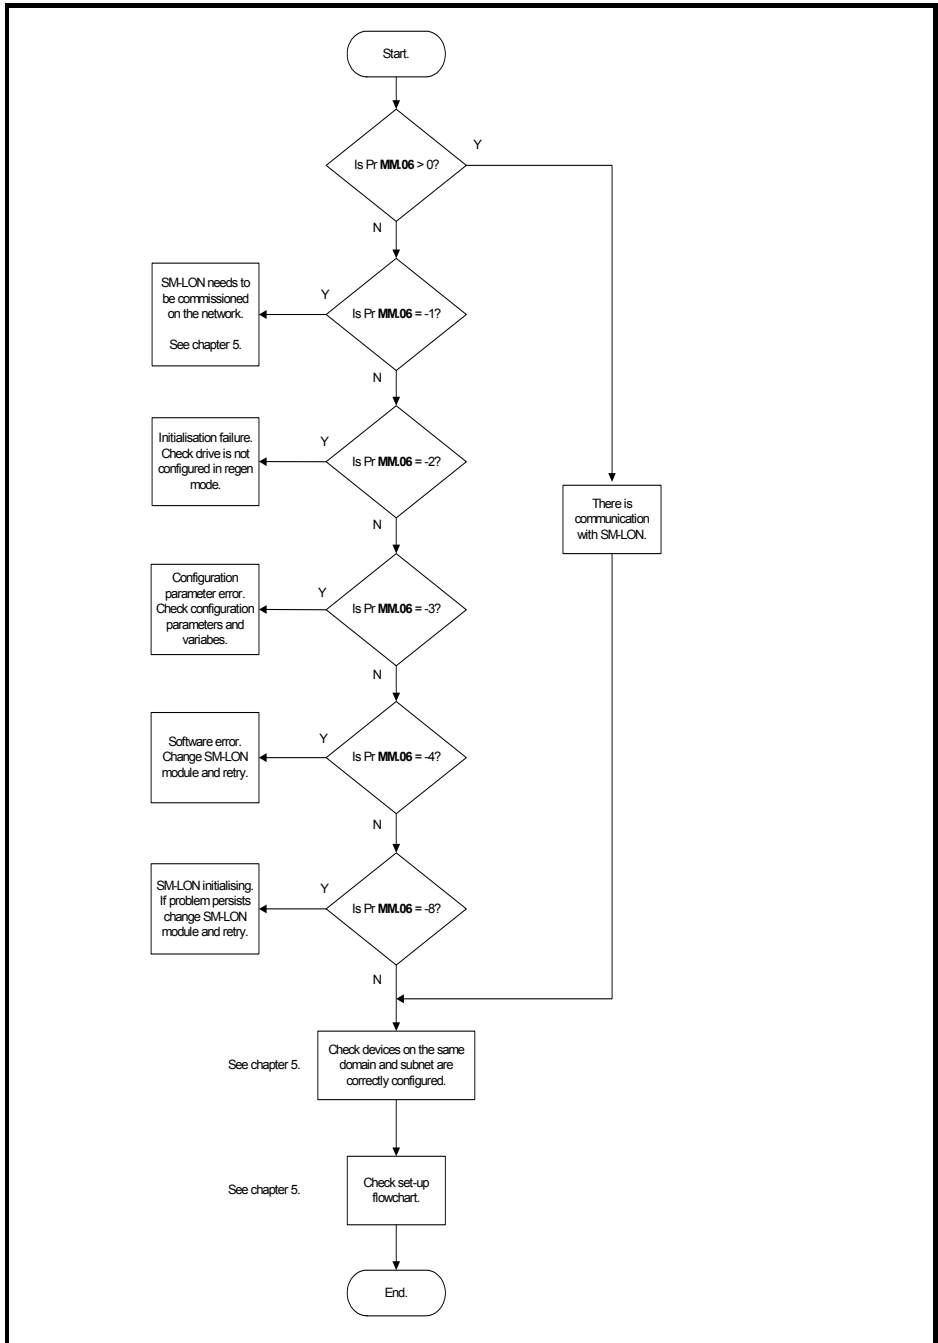 Start.
Is Pr MM.06 > 0?
Y
N
Is Pr MM.06 = -1?
Y
SM-LON needs to
be commissioned
on the network.
See chapter 5.
N
Is Pr MM.06 = -2?
Y
Initialisation failure.
Check drive is not
configured in regen
mode.
N
There is
communication
with SM-LON.
Is Pr MM.06 = -3?
Y
Configuration
parameter error.
Check configuration
parameters and
variabes.
N
Is Pr MM.06 = -4?
Y
Software error.
Change SM-LON
module and retry.
N
Is Pr MM.06 = -8?
Y
SM-LON initialising.
If problem persists
change SM-LON
module and retry.
N
See chapter 5.
Check devices on the same
domain and subnet are
correctly configured.
See chapter 5.
Check set-up
flowchart.
End.